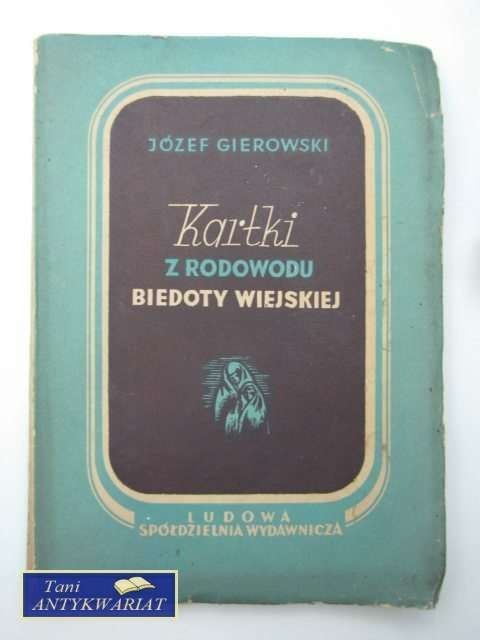 JÓZEF GIEROWSKI
Kartki
Z RODOWODU
BIEDOTY WIEJSKIEJ
LUDOWA
SPÓŁDZIELNIA WYDAWNICZA
Tani
ANTYKWARIAT